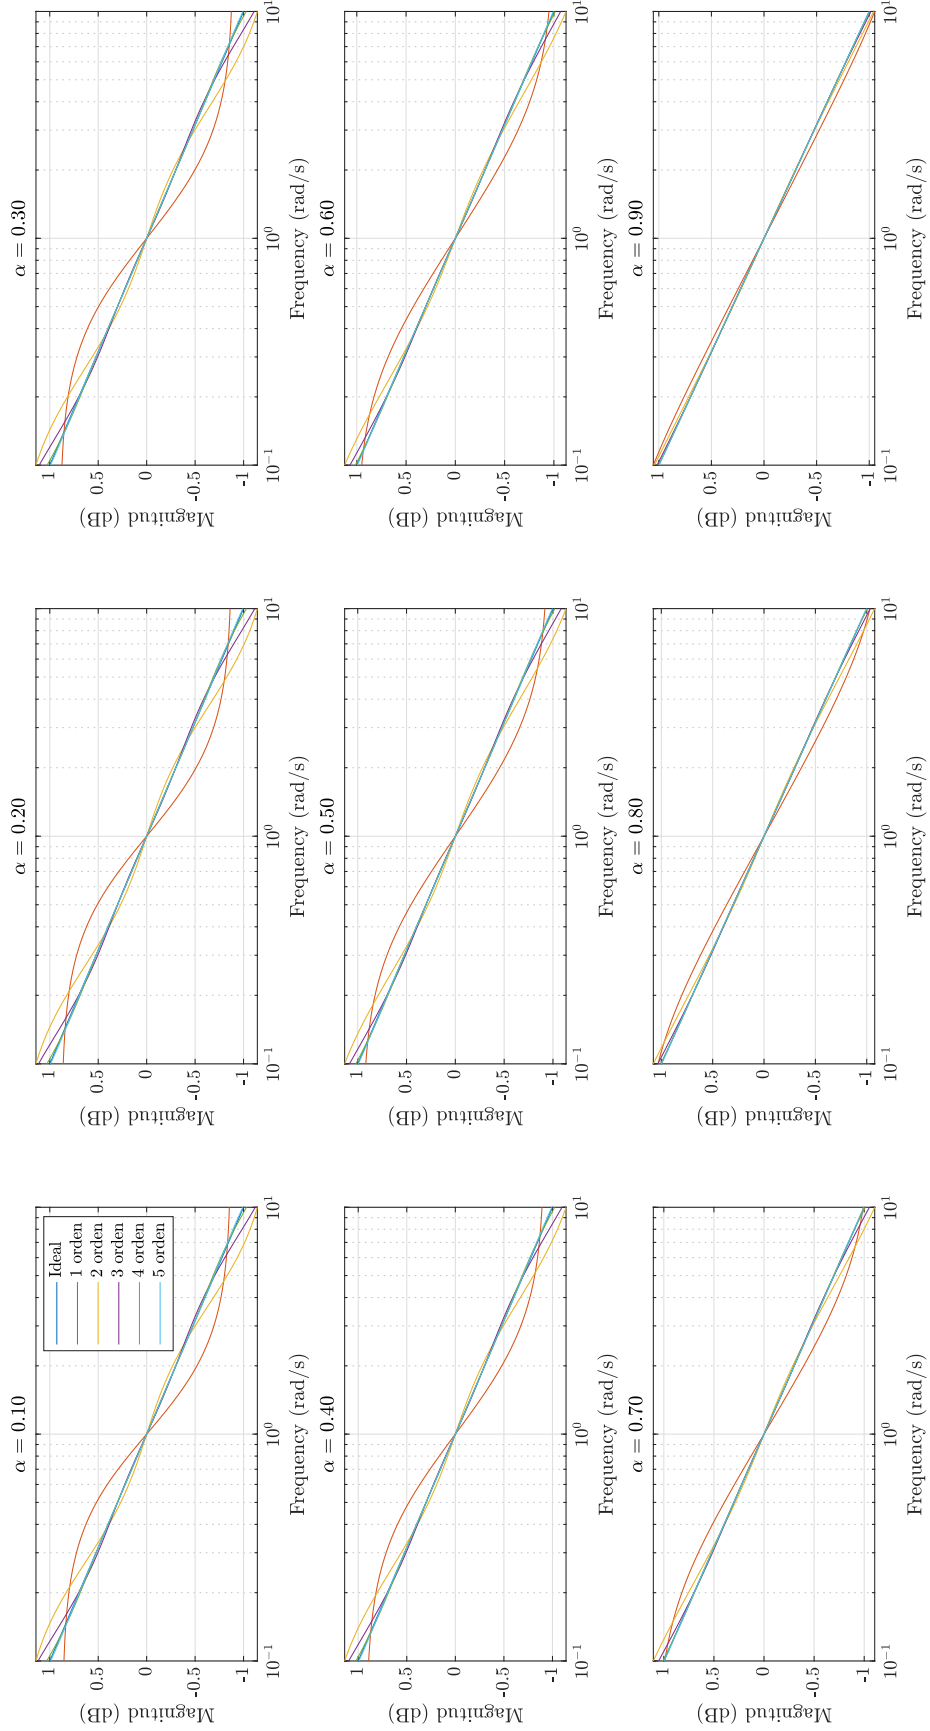 α = 0.10
Magnitud (dB)
1
0.5
0
-0.5
-1
Ideal
1 orden
2 orden
3 orden
4 orden
5 orden
10⁻¹
10⁰
10¹
Frequency (rad/s)
α = 0.20
Magnitud (dB)
1
0.5
0
-0.5
-1
10⁻¹
10⁰
10¹
Frequency (rad/s)
α = 0.30
Magnitud (dB)
1
0.5
0
-0.5
-1
10⁻¹
10⁰
10¹
Frequency (rad/s)
α = 0.40
Magnitud (dB)
1
0.5
0
-0.5
-1
10⁻¹
10⁰
10¹
Frequency (rad/s)
α = 0.50
Magnitud (dB)
1
0.5
0
-0.5
-1
10⁻¹
10⁰
10¹
Frequency (rad/s)
α = 0.60
Magnitud (dB)
1
0.5
0
-0.5
-1
10⁻¹
10⁰
10¹
Frequency (rad/s)
α = 0.70
Magnitud (dB)
1
0.5
0
-0.5
-1
10⁻¹
10⁰
10¹
Frequency (rad/s)
α = 0.80
Magnitud (dB)
1
0.5
0
-0.5
-1
10⁻¹
10⁰
10¹
Frequency (rad/s)
α = 0.90
Magnitud (dB)
1
0.5
0
-0.5
-1
10⁻¹
10⁰
10¹
Frequency (rad/s)